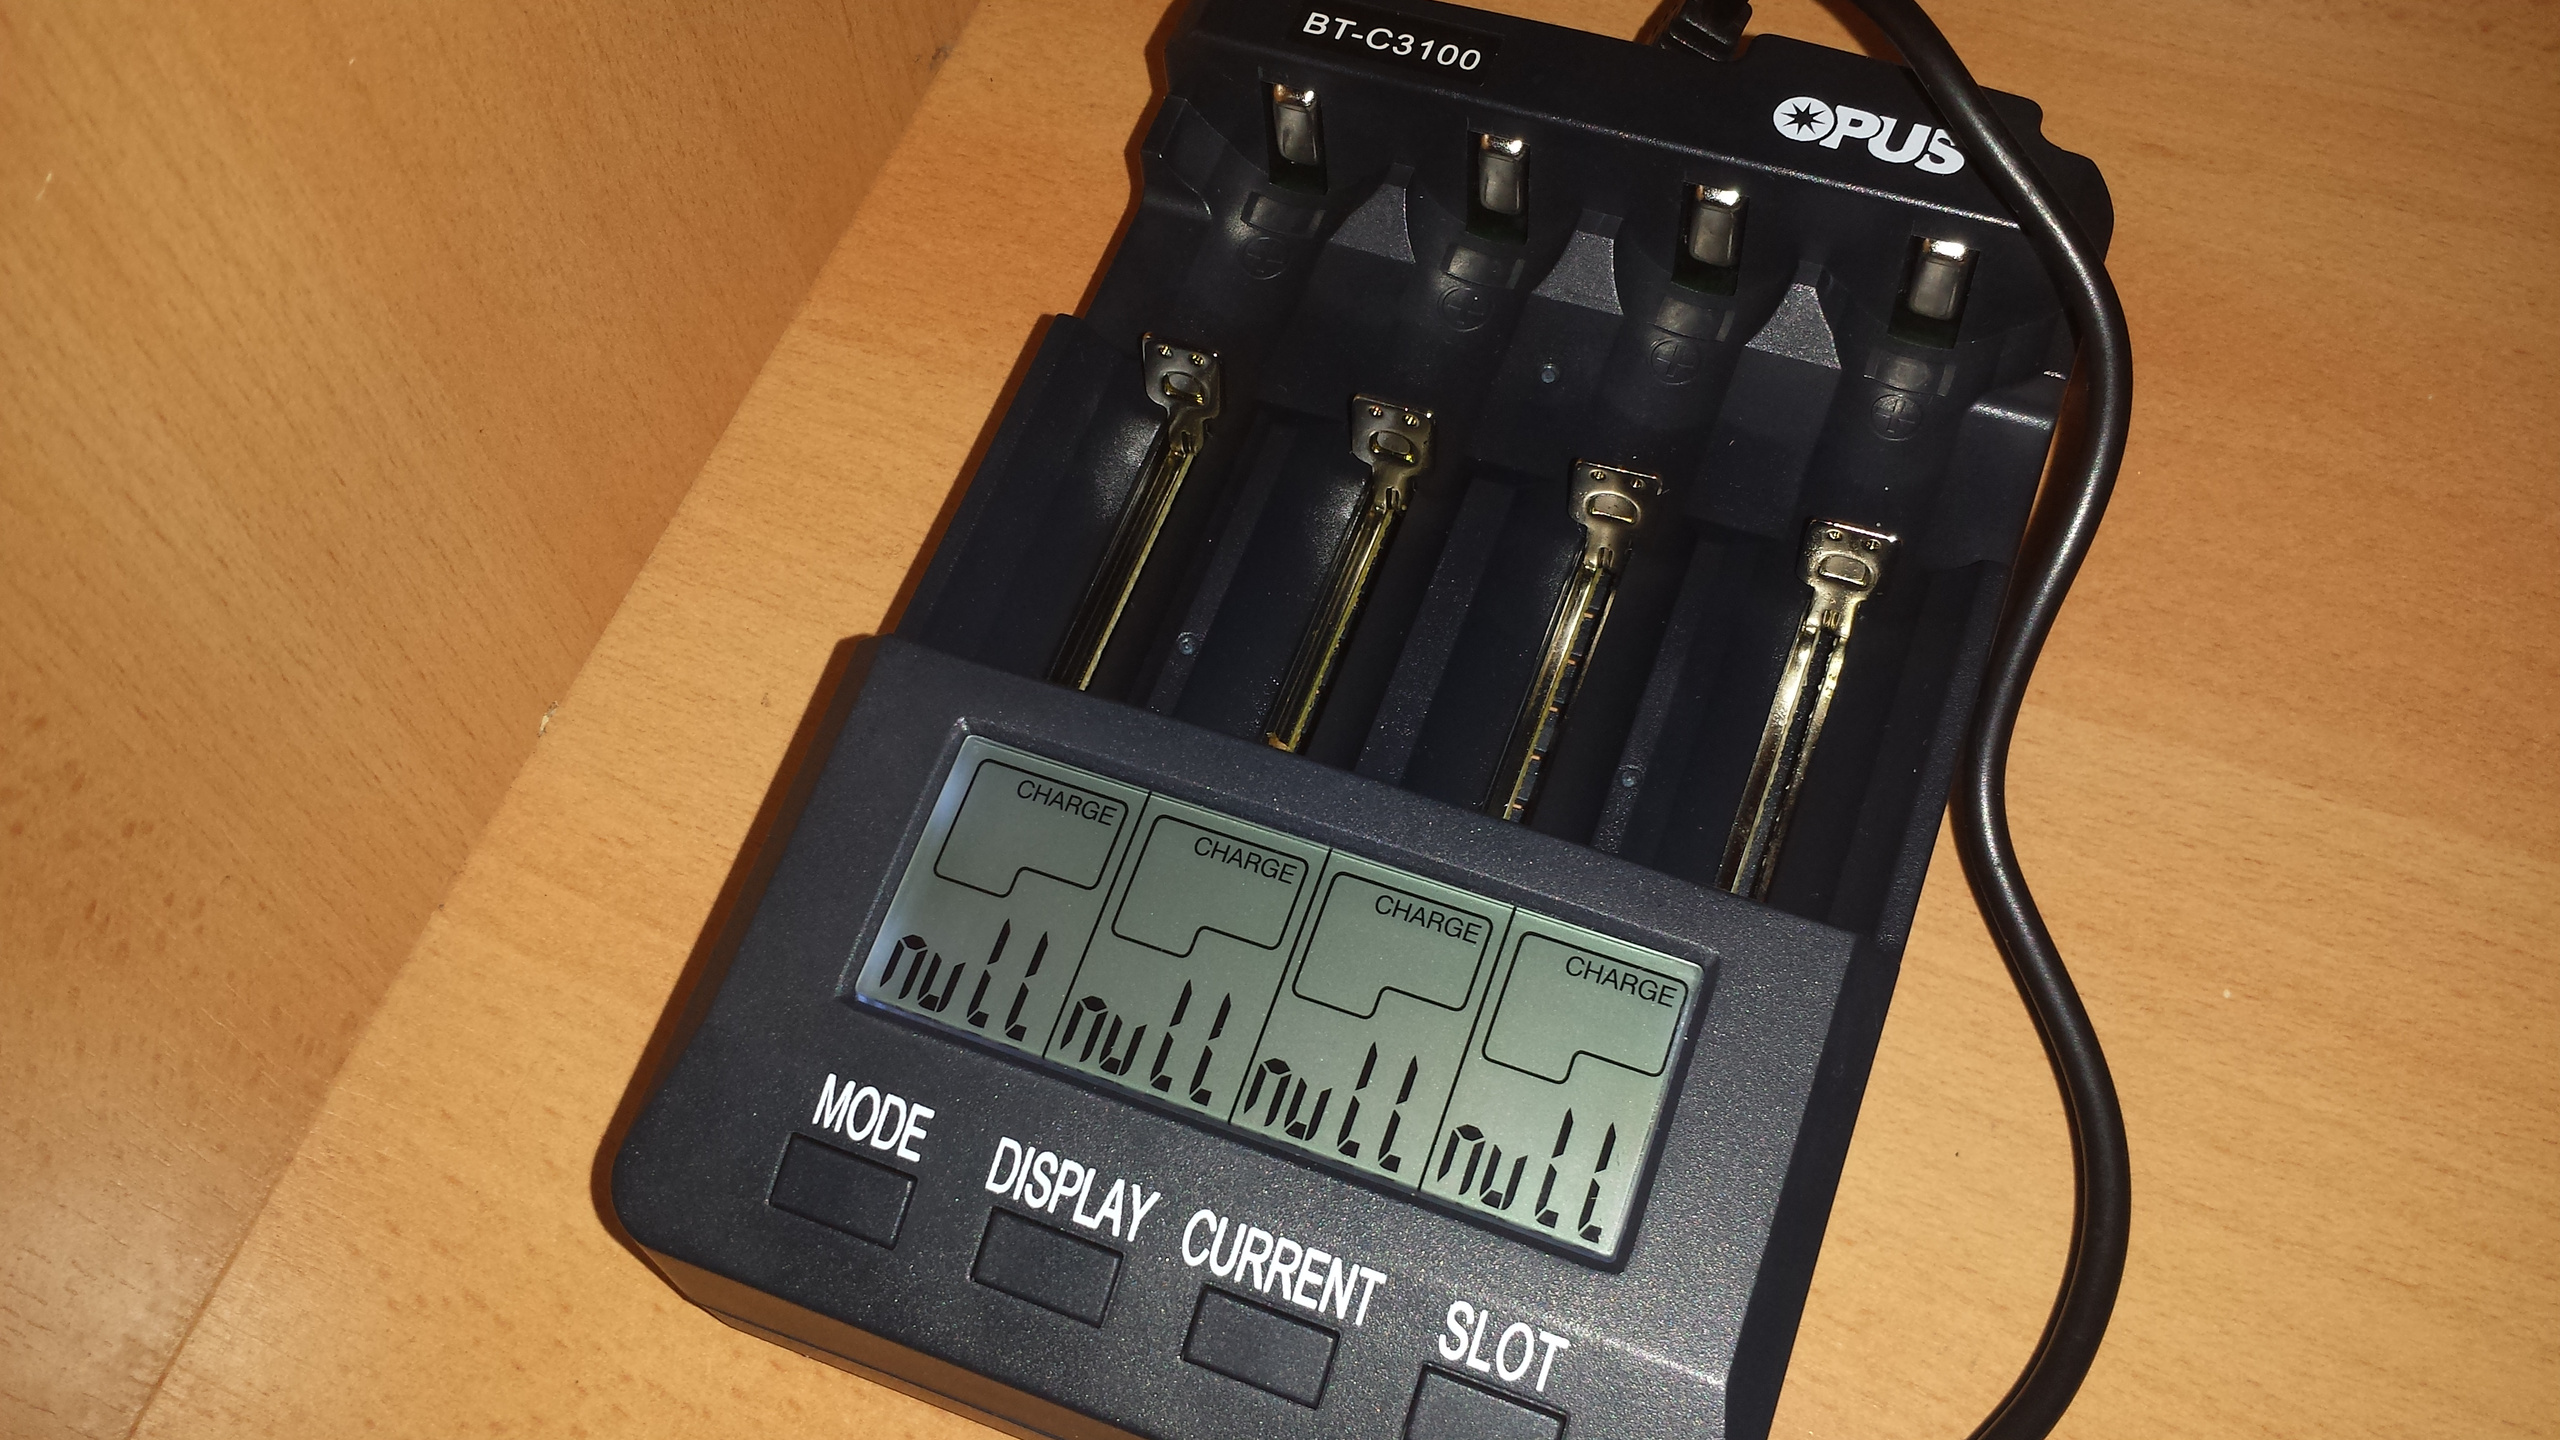 BT-C3100
OPUS
CHARGE CHARGE CHARGE CHARGE
null null null null
MODE DISPLAY CURRENT SLOT